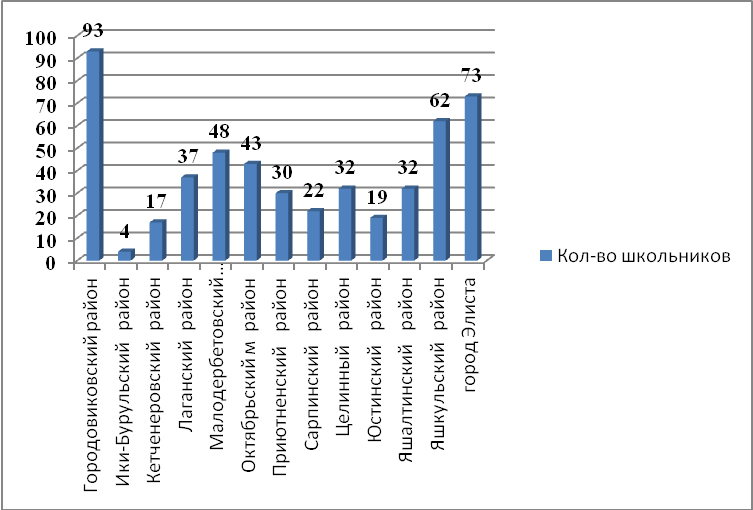 100
90
80
70
60
50
40
30
20
10
0
93
4
17
37
48
43
30
22
32
19
32
62
73
Городовиковский район
Ики-Бурульский район
Кетченеровский район
Лаганский район
Малодербетовский...
Октябрьский м район
Приютненский район
Сарпинский район
Целинный район
Юстинский район
Яшалтинский район
Яшкульский район
город Элиста
Кол-во школьников